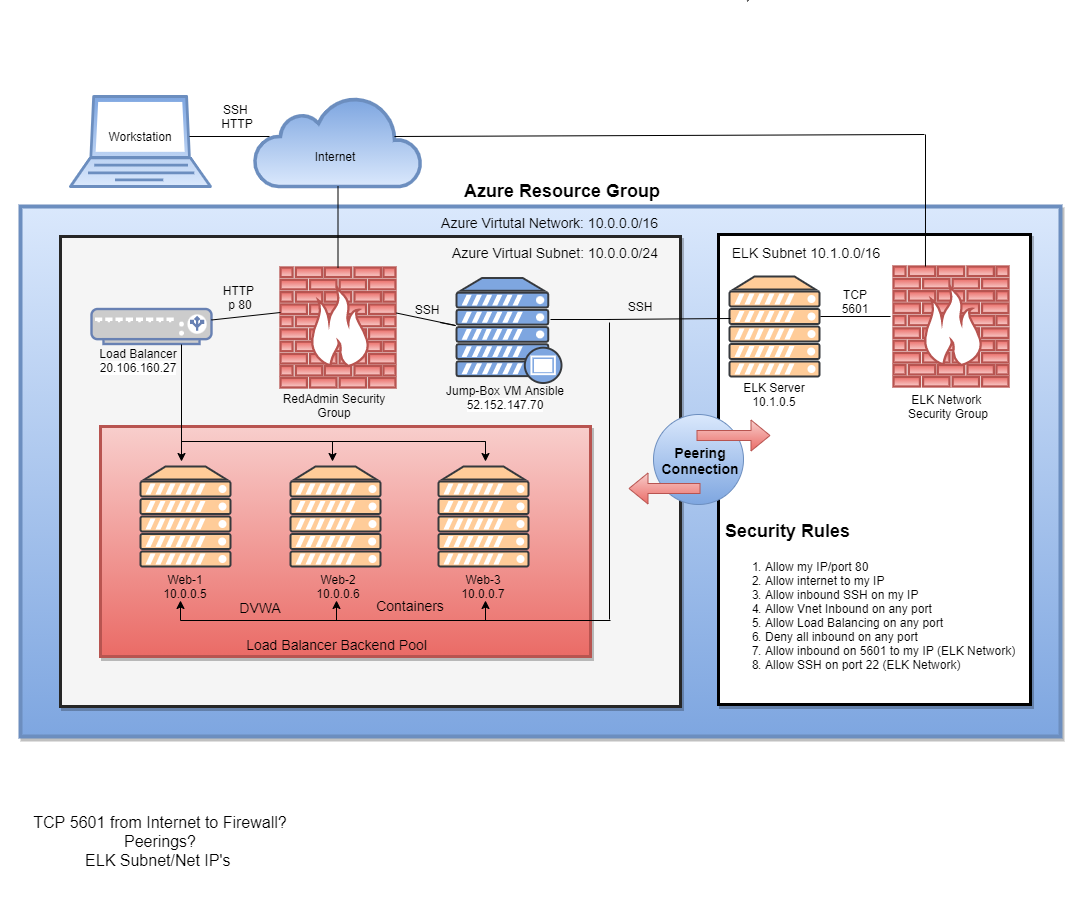 SSH
HTTP
Workstation
Internet
Azure Resource Group
Azure Virtutal Network: 10.0.0.0/16
Azure Virtual Subnet: 10.0.0.0/24
ELK Subnet 10.1.0.0/16
HTTP
p 80
SSH
SSH
TCP
5601
Load Balancer
20.106.160.27
RedAdmin Security
Group
Jump-Box VM Ansible
52.152.147.70
ELK Server
10.1.0.5
ELK Network
Security Group
Peering
Connection
Web-1
10.0.0.5
Web-2
10.0.0.6
Web-3
10.0.0.7
DVWA
Containers
Load Balancer Backend Pool
Security Rules
1. Allow my IP/port 80
2. Allow internet to my IP
3. Allow inbound SSH on my IP
4. Allow Vnet Inbound on any port
5. Allow Load Balancing on any port
6. Deny all inbound on any port
7. Allow inbound on 5601 to my IP (ELK Network)
8. Allow SSH on port 22 (ELK Network)
TCP 5601 from Internet to Firewall?
Peerings?
ELK Subnet/Net IP's